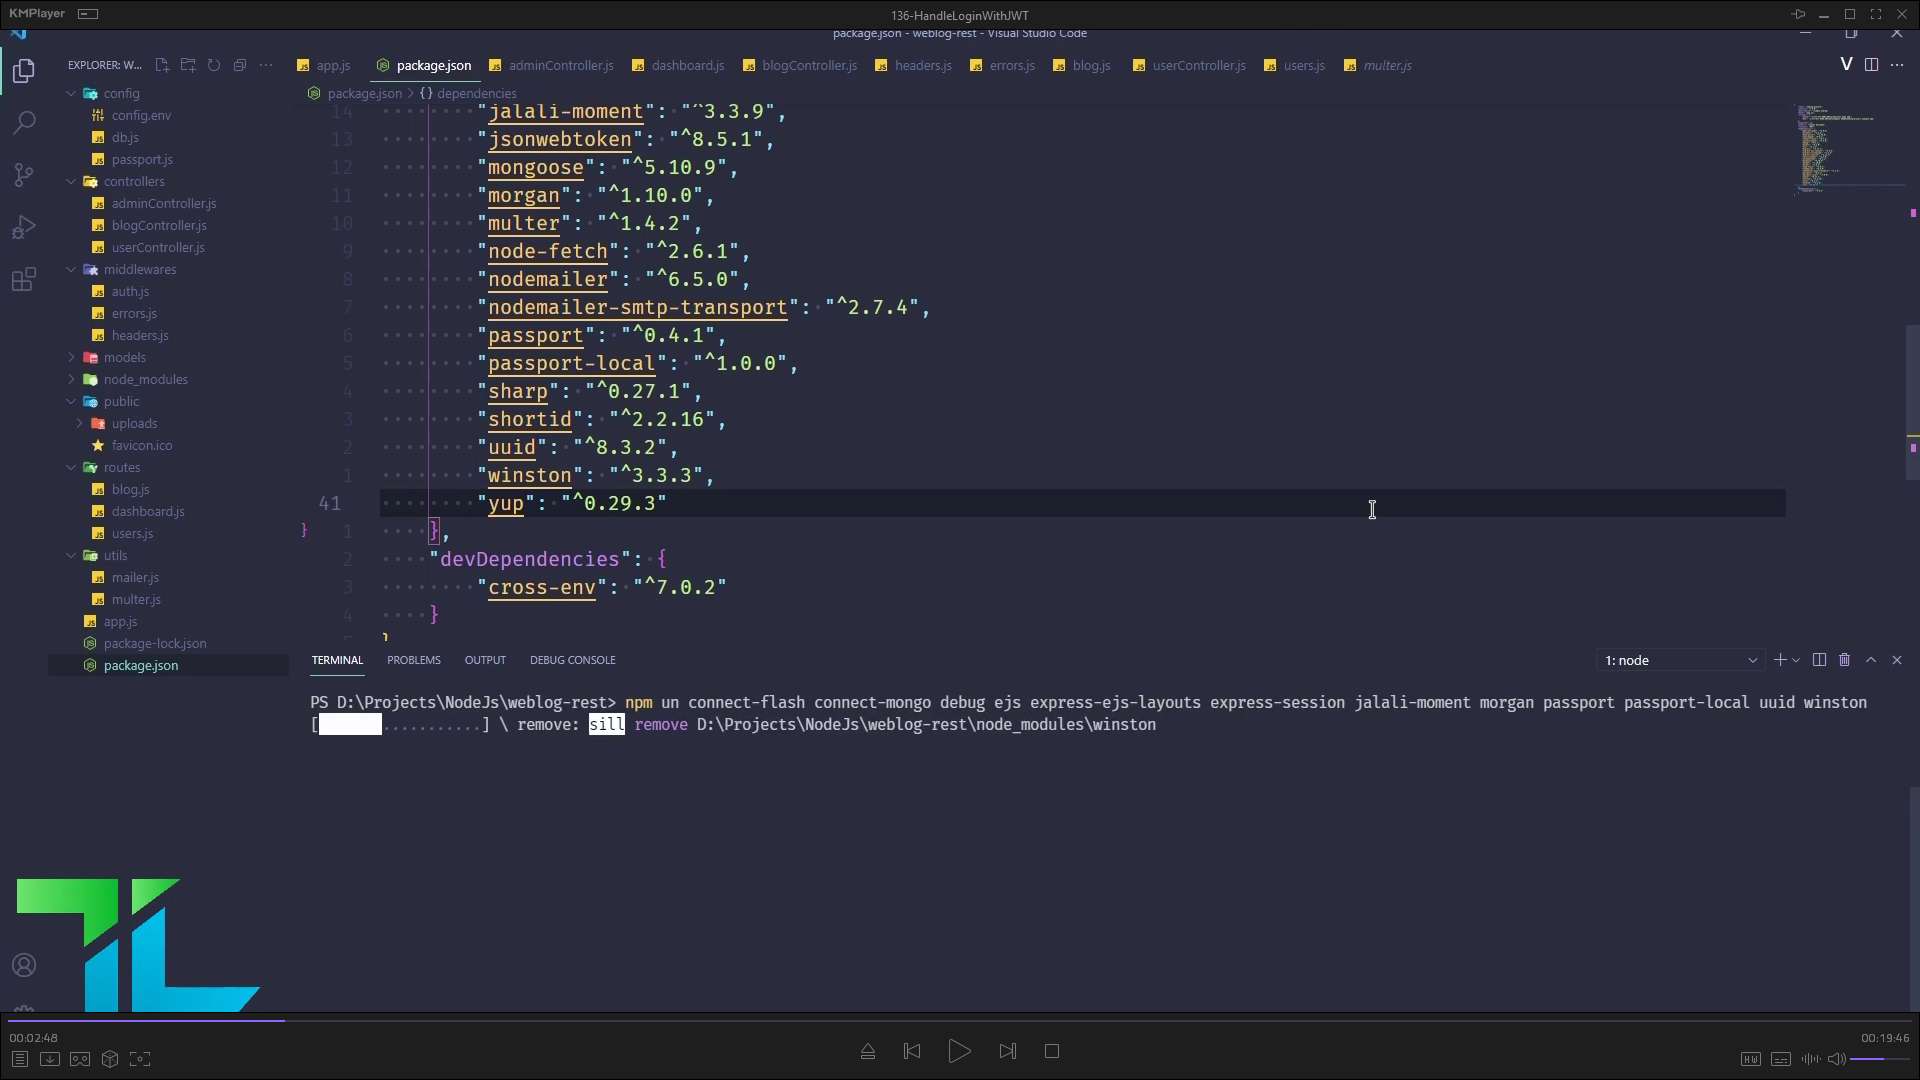 KMPlayer
136-HandleLoginWithJWT
package.json - weblog-rest - Visual Studio Code
EXPLORER: W...
app.js
package.json
adminController.js
dashboard.js
blogController.js
headers.js
errors.js
blog.js
userController.js
users.js
multer.js
package.json > {} dependencies
config
config.env
db.js
passport.js
controllers
adminController.js
blogController.js
userController.js
middlewares
auth.js
errors.js
headers.js
models
node_modules
public
uploads
favicon.ico
routes
blog.js
dashboard.js
users.js
utils
mailer.js
multer.js
app.js
package-lock.json
package.json
14 "jalali-moment": "^3.3.9",
13 "jsonwebtoken": "^8.5.1",
12 "mongoose": "^5.10.9",
11 "morgan": "^1.10.0",
10 "multer": "^1.4.2",
9 "node-fetch": "^2.6.1",
8 "nodemailer": "^6.5.0",
7 "nodemailer-smtp-transport": "^2.7.4",
6 "passport": "^0.4.1",
5 "passport-local": "^1.0.0",
4 "sharp": "^0.27.1",
3 "shortid": "^2.2.16",
2 "uuid": "^8.3.2",
1 "winston": "^3.3.3",
41 "yup": "^0.29.3"
1 },
2 "devDependencies": {
3 "cross-env": "^7.0.2"
4 }
TERMINAL PROBLEMS OUTPUT DEBUG CONSOLE
1: node
PS D:\Projects\NodeJs\weblog-rest> npm un connect-flash connect-mongo debug ejs express-ejs-layouts express-session jalali-moment morgan passport passport-local uuid winston
[ ...........] \ remove: sill remove D:\Projects\NodeJs\weblog-rest\node_modules\winston
00:02:48
00:19:46